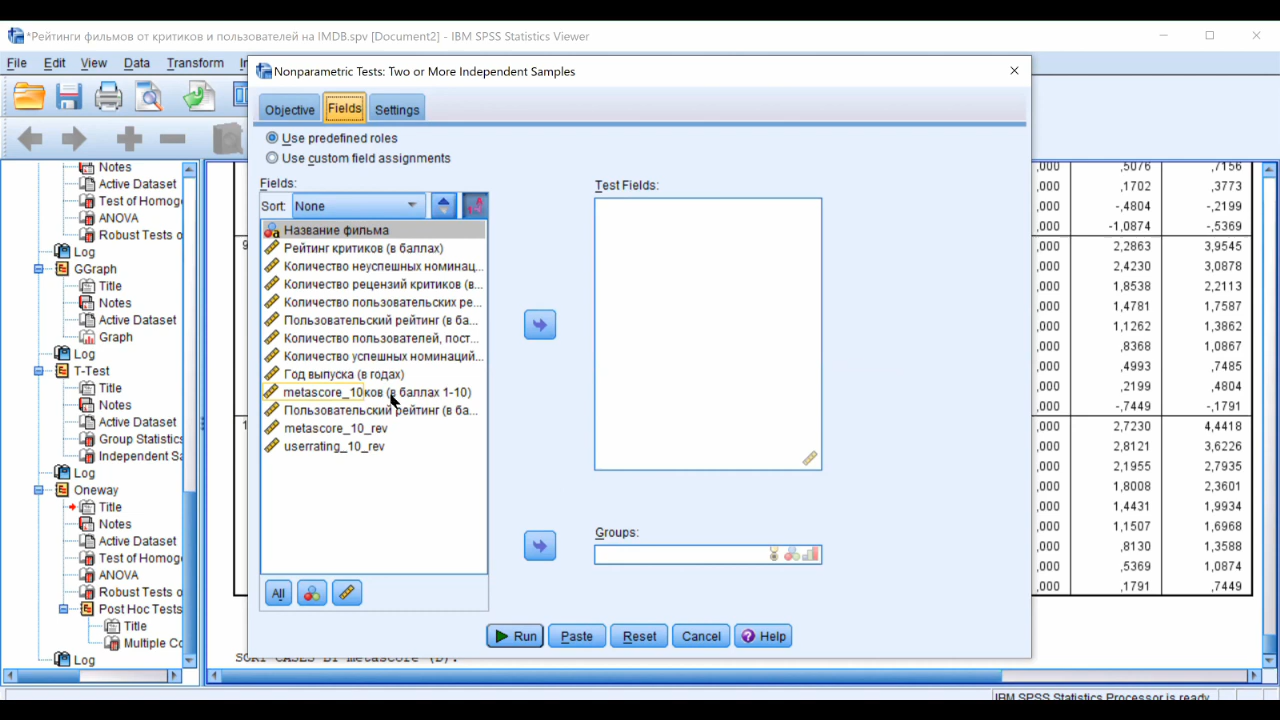 *Рейтинги фильмов от критиков и пользователей на IMDB.spv [Document2] - IBM SPSS Statistics Viewer
File Edit View Data Transform
Nonparametric Tests: Two or More Independent Samples
Objective Fields Settings
Use predefined roles
Use custom field assignments
Fields:
Sort: None
Название фильма
Рейтинг критиков (в баллах)
Количество неуспешных номинац...
Количество рецензий критиков (в...
Количество пользовательских ре...
Пользовательский рейтинг (в ба...
Количество пользователей, пост...
Количество успешных номинаций...
Год выпуска (в годах)
metascore_10ков (в баллах 1-10)
Пользовательский рейтинг (в ба...
metascore_10_rev
userrating_10_rev
All
Test Fields:
Groups:
Run Paste Reset Cancel Help
Notes
Active Dataset
Test of Homog
ANOVA
Robust Tests o
Log
GGraph
Title
Notes
Active Dataset
Graph
Log
T-Test
Title
Notes
Active Dataset
Group Statistics
Independent Sa
Log
Oneway
Title
Notes
Active Dataset
Test of Homog
ANOVA
Robust Tests o
Post Hoc Tests
Title
Multiple Co
Log
,000 ,5076 ,7156
,000 ,1702 ,3773
,000 -,4804 -,2199
,000 -1,0874 -,5369
,000 2,2863 3,9545
,000 2,4230 3,0878
,000 1,8538 2,2113
,000 1,4781 1,7587
,000 1,1262 1,3862
,000 ,8368 1,0867
,000 ,4993 ,7485
,000 ,2199 ,4804
,000 -,7449 -,1791
,000 2,7230 4,4418
,000 2,8121 3,6226
,000 2,1955 2,7935
,000 1,8008 2,3601
,000 1,4431 1,9934
,000 1,1507 1,6968
,000 ,8130 1,3588
,000 ,5369 1,0874
,000 ,1791 ,7449
SORT CASES BY metascore (D).
IBM SPSS Statistics Processor is ready